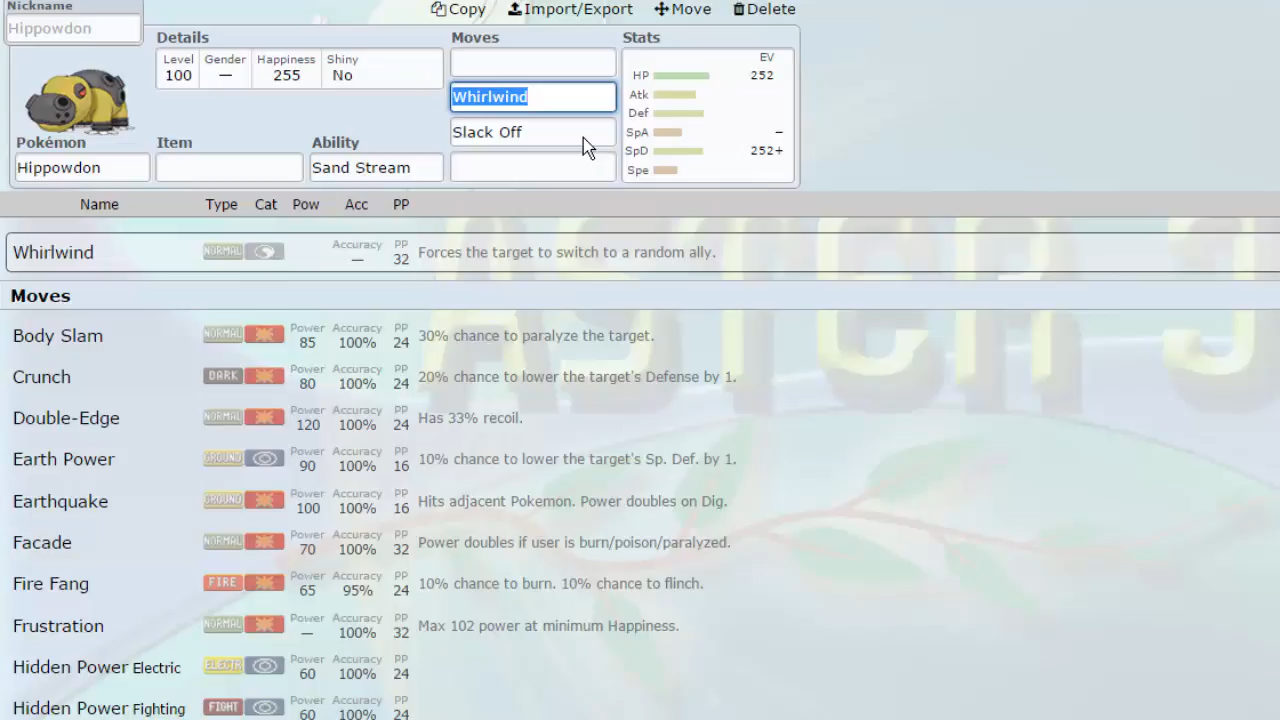 Nickname
Hippowdon
Copy Import/Export Move Delete
Details Moves Stats
Level Gender Happiness Shiny
100 — 255 No
EV
HP 252
Atk
Def
SpA –
SpD 252+
Spe
Whirlwind
Slack Off
Pokémon Item Ability
Hippowdon Sand Stream
Name Type Cat Pow Acc PP
Whirlwind NORMAL Accuracy — PP 32 Forces the target to switch to a random ally.
Moves
Body Slam NORMAL Power 85 Accuracy 100% PP 24 30% chance to paralyze the target.
Crunch DARK Power 80 Accuracy 100% PP 24 20% chance to lower the target's Defense by 1.
Double-Edge NORMAL Power 120 Accuracy 100% PP 24 Has 33% recoil.
Earth Power GROUND Power 90 Accuracy 100% PP 16 10% chance to lower the target's Sp. Def. by 1.
Earthquake GROUND Power 100 Accuracy 100% PP 16 Hits adjacent Pokemon. Power doubles on Dig.
Facade NORMAL Power 70 Accuracy 100% PP 32 Power doubles if user is burn/poison/paralyzed.
Fire Fang FIRE Power 65 Accuracy 95% PP 24 10% chance to burn. 10% chance to flinch.
Frustration NORMAL Power — Accuracy 100% PP 32 Max 102 power at minimum Happiness.
Hidden Power Electric ELECTR Power 60 Accuracy 100% PP 24
Hidden Power Fighting FIGHT Power 60 Accuracy 100% PP 24